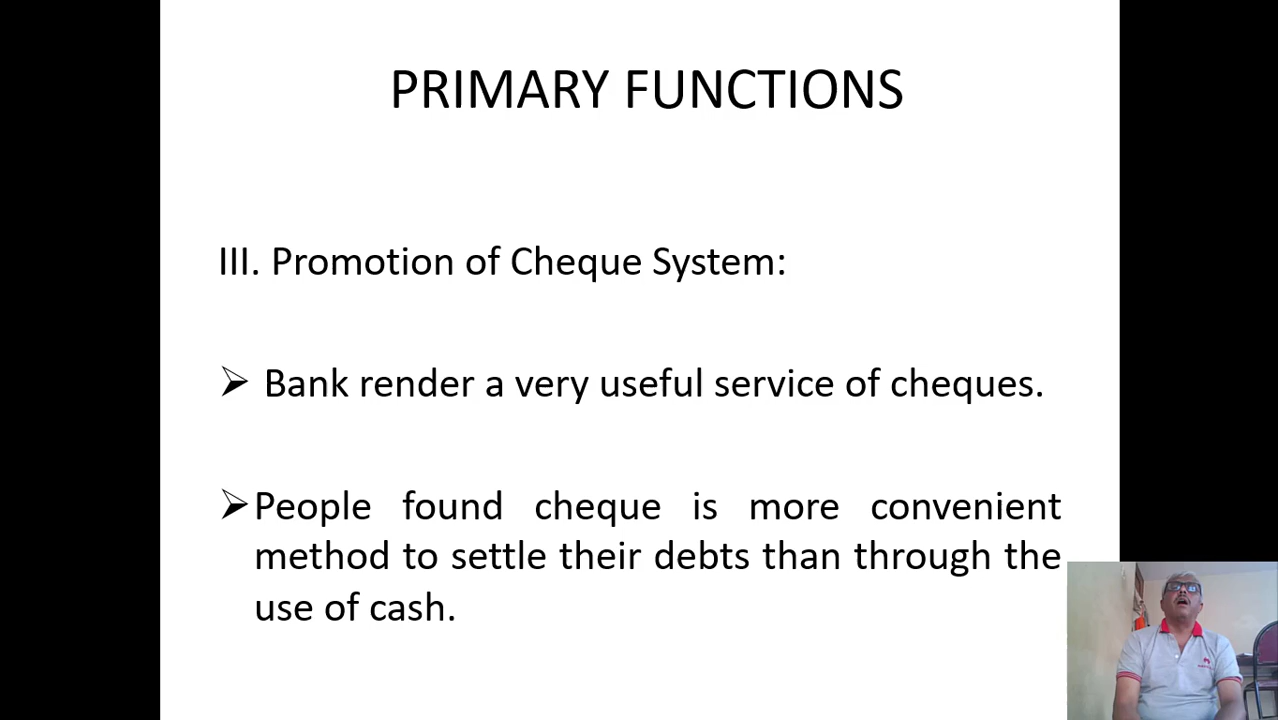 PRIMARY FUNCTIONS
III. Promotion of Cheque System:
➢ Bank render a very useful service of cheques.
➢ People found cheque is more convenient
method to settle their debts than through the
use of cash.